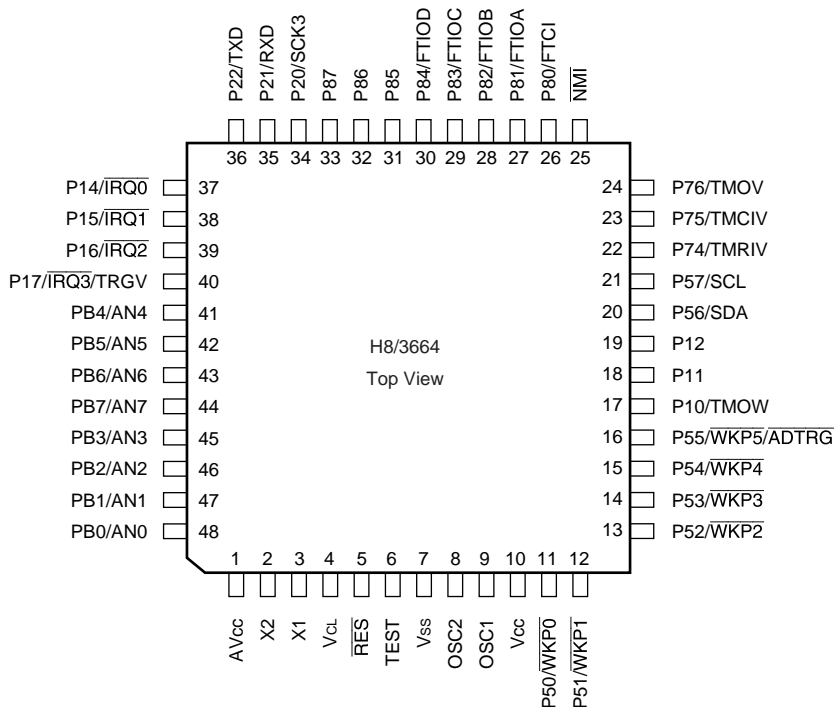 P22/TXD
P21/RXD
P20/SCK3
P87
P86
P85
P84/FTIOD
P83/FTIOC
P82/FTIOB
P81/FTIOA
P80/FTCI
NMI
36 35 34 33 32 31 30 29 28 27 26 25
P14/IRQ0 37
P15/IRQ1 38
P16/IRQ2 39
P17/IRQ3/TRGV 40
PB4/AN4 41
PB5/AN5 42
PB6/AN6 43
PB7/AN7 44
PB3/AN3 45
PB2/AN2 46
PB1/AN1 47
PB0/AN0 48
H8/3664
Top View
24 P76/TMOV
23 P75/TMCIV
22 P74/TMRIV
21 P57/SCL
20 P56/SDA
19 P12
18 P11
17 P10/TMOW
16 P55/WKP5/ADTRG
15 P54/WKP4
14 P53/WKP3
13 P52/WKP2
1 2 3 4 5 6 7 8 9 10 11 12
AVCC
X2
X1
VCL
RES
TEST
VSS
OSC2
OSC1
VCC
P50/WKP0
P51/WKP1